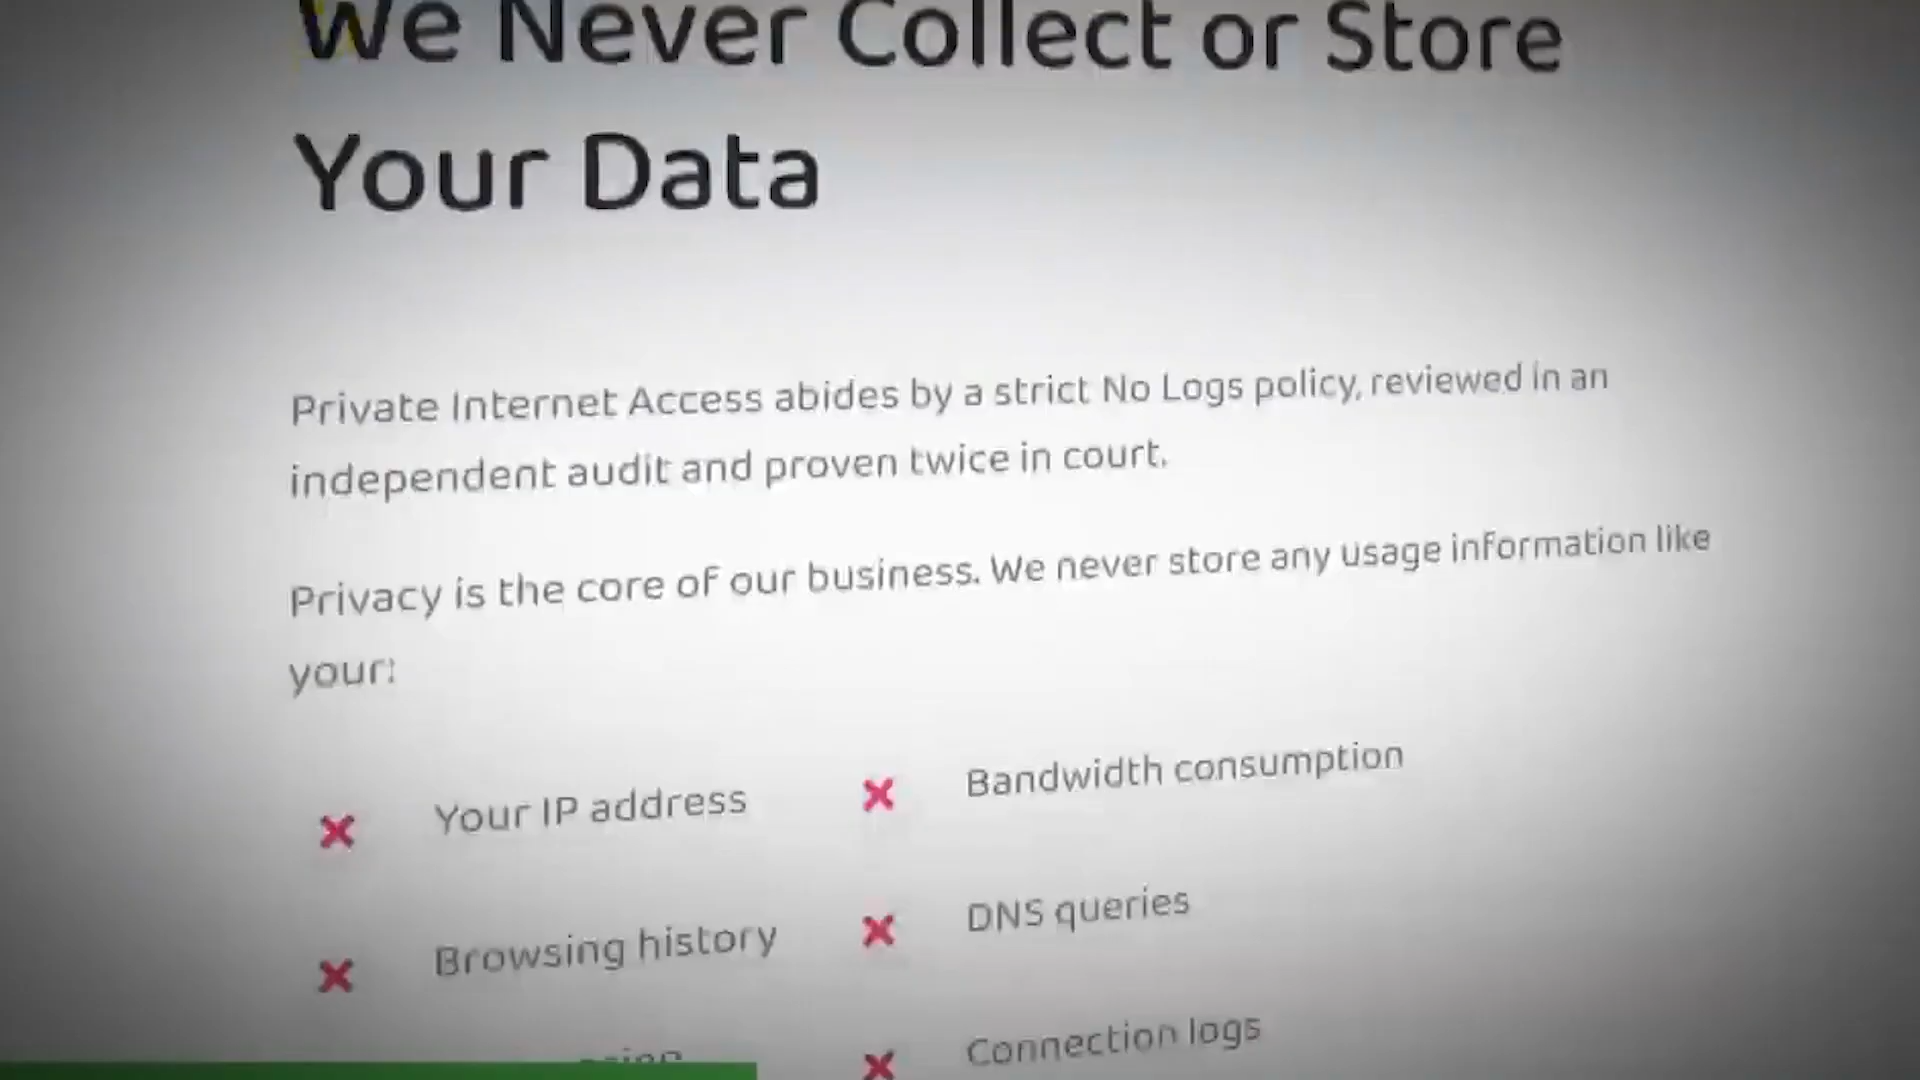 We Never Collect or Store
Your Data
Private Internet Access abides by a strict No Logs policy, reviewed in an
independent audit and proven twice in court.
Privacy is the core of our business. We never store any usage information like
your:
Your IP address
Bandwidth consumption
Browsing history
DNS queries
Connection logs